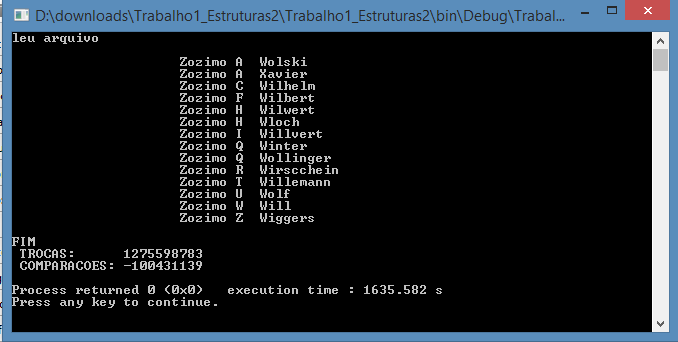 D:\downloads\Trabalho1_Estruturas2\Trabalho1_Estruturas2\bin\Debug\Trabal...
leu arquivo
Zozimo A  Wolski
Zozimo A  Xavier
Zozimo C  Wilhelm
Zozimo F  Wilbert
Zozimo H  Wilwert
Zozimo H  Wloch
Zozimo I  Willvert
Zozimo Q  Winter
Zozimo Q  Wollinger
Zozimo R  Wirscchein
Zozimo T  Willemann
Zozimo U  Wolf
Zozimo W  Will
Zozimo Z  Wiggers
FIM
TROCAS:      1275598783
COMPARACOES: -100431139
Process returned 0 (0x0)   execution time : 1635.582 s
Press any key to continue.